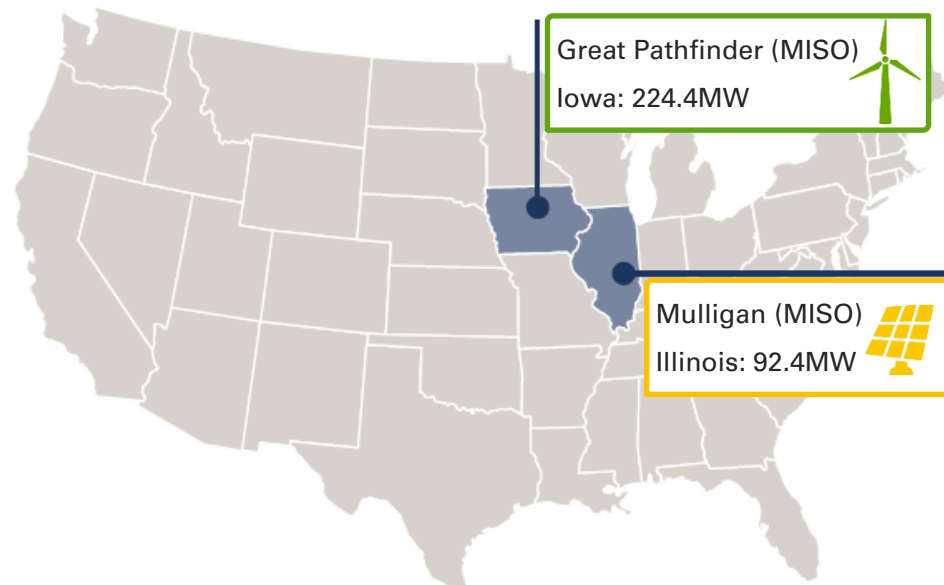 Great Pathfinder (MISO)
Iowa: 224.4MW
Mulligan (MISO)
Illinois: 92.4MW